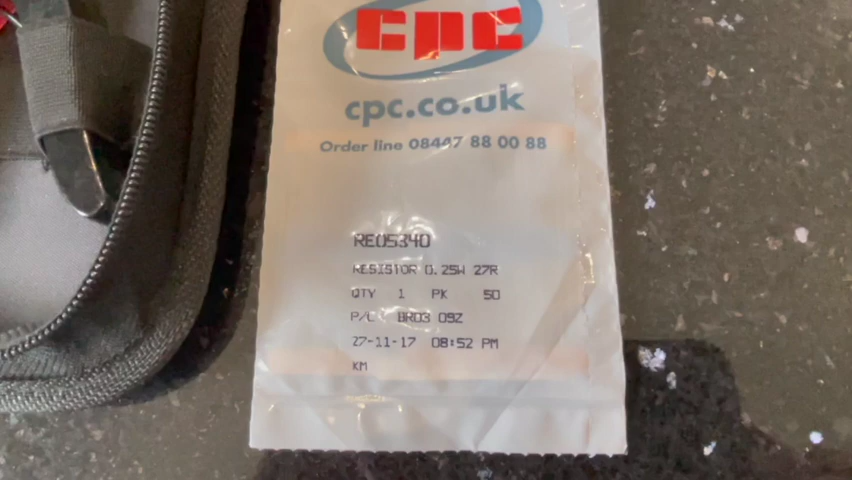 cpc
cpc.co.uk
Order line 08447 88 00 88
RE05340
RESISTOR 0.25W 27R
QTY 1 PK 50
P/L BR03 09Z
27-11-17 08:52 PM
KM